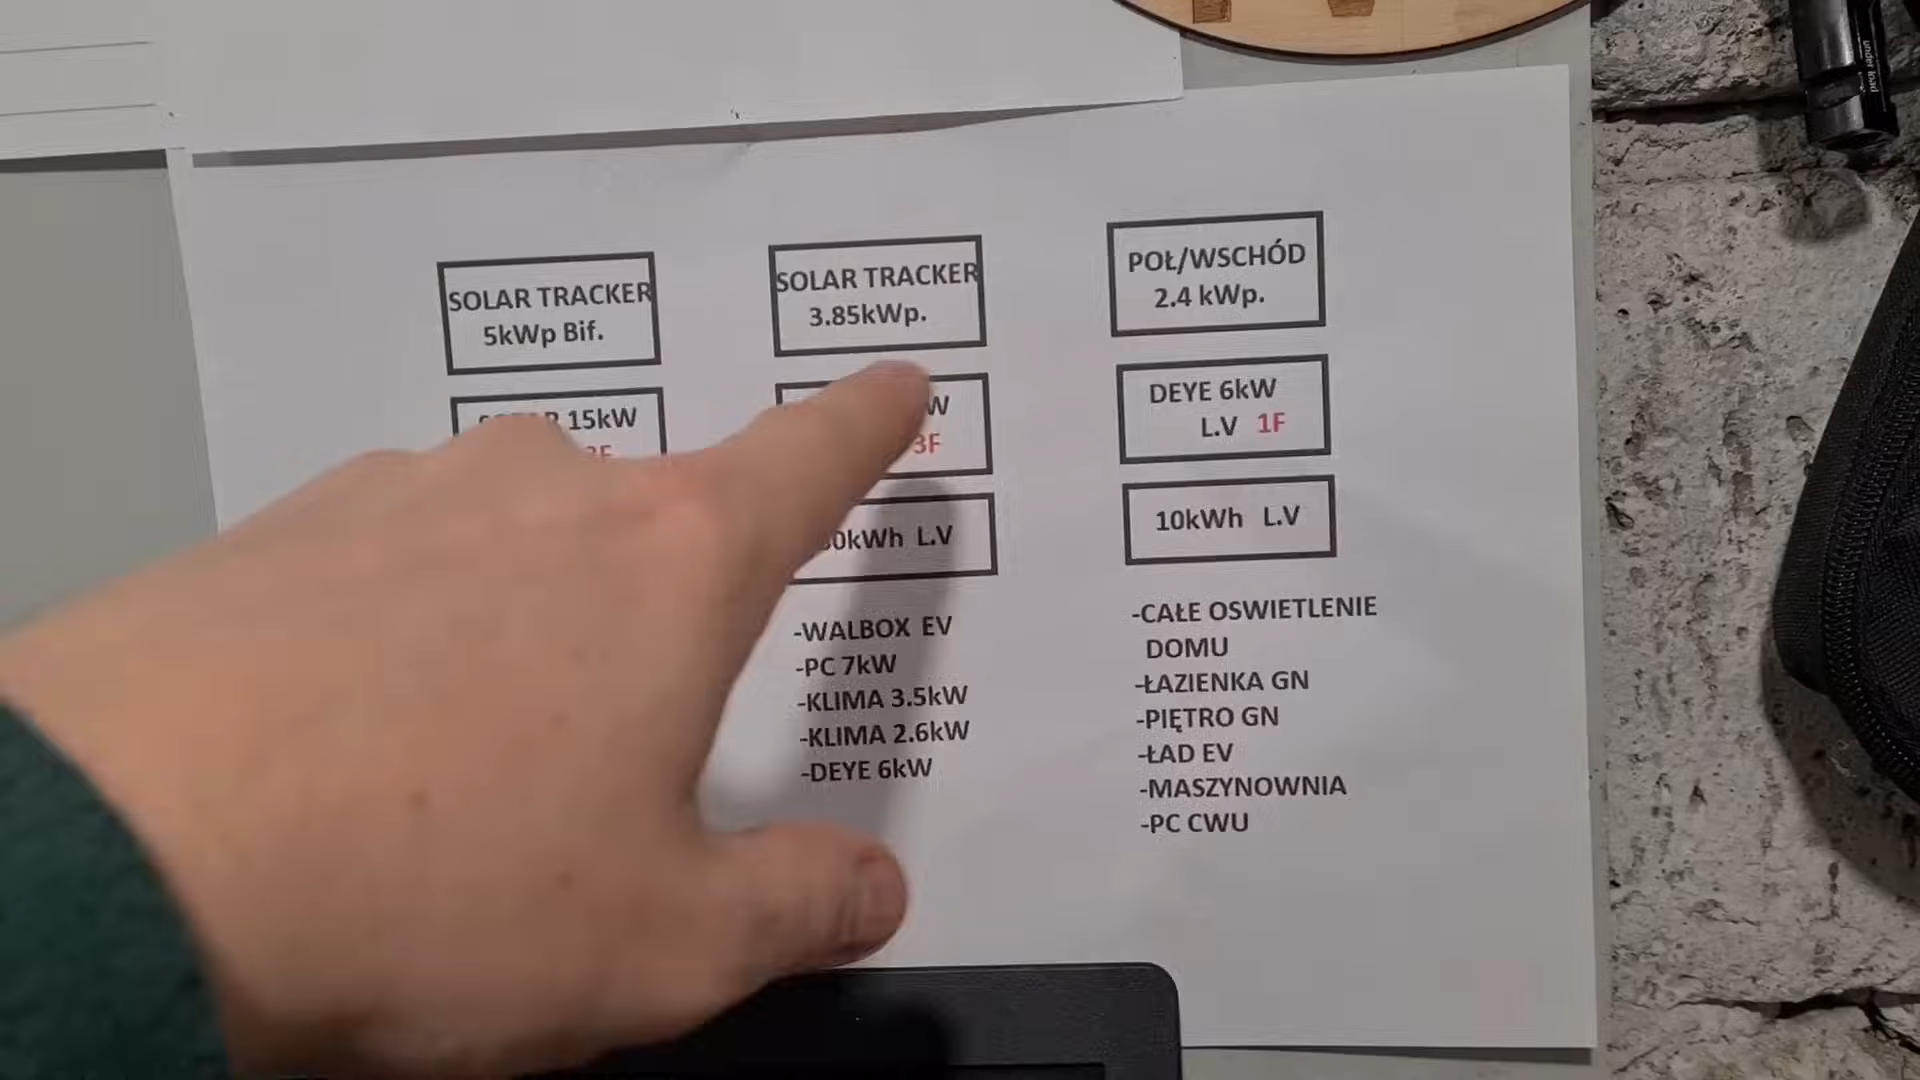 SOLAR TRACKER
5kWp Bif.
15kW
SOLAR TRACKER
3.85kWp.
3F
L.V
-WALBOX EV
-PC 7kW
-KLIMA 3.5kW
-KLIMA 2.6kW
-DEYE 6kW
POŁ/WSCHÓD
2.4 kWp.
DEYE 6kW
L.V 1F
10kWh L.V
-CAŁE OSWIETLENIE
DOMU
-ŁAZIENKA GN
-PIĘTRO GN
-ŁAD EV
-MASZYNOWNIA
-PC CWU
under load